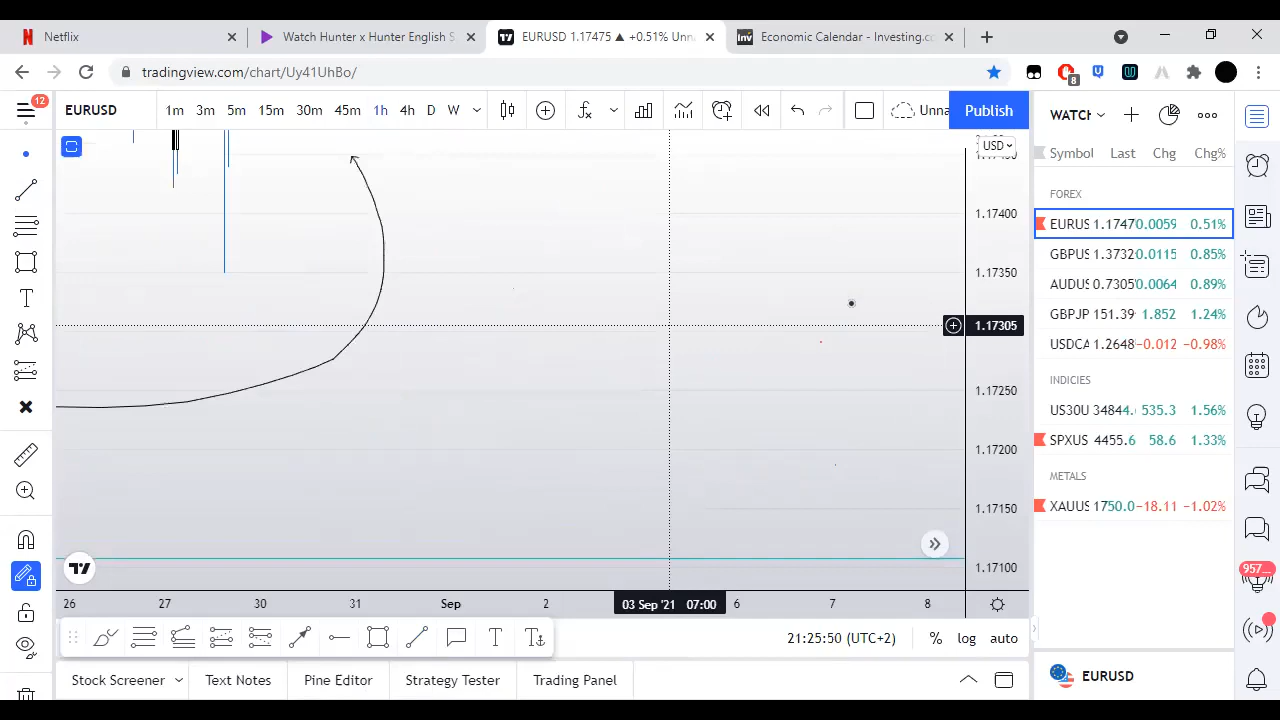 Netflix
Watch Hunter x Hunter English S
EURUSD 1.17475 ▲ +0.51% Unna
Economic Calendar - Investing.co
tradingview.com/chart/Uy41UhBo/
8
12
EURUSD 1m 3m 5m 15m 30m 45m 1h 4h D W
Unna
Publish
WATCH
USD
Symbol Last Chg Chg%
1.17450
FOREX
1.17400
EURUS 1.1747 0.0059 0.51%
GBPUS 1.3732 0.0115 0.85%
1.17350
AUDUS 0.7305 0.0064 0.89%
GBPJP 151.39 1.852 1.24%
1.17305
USDCA 1.2648 −0.012 −0.98%
INDICIES
1.17250
US30U 34844. 535.3 1.56%
SPXUS 4455.6 58.6 1.33%
1.17200
METALS
1.17150
XAUUS 1750.0 −18.11 −1.02%
1.17100
957...
26 27 30 31 Sep 2 03 Sep '21 07:00 6 7 8
21:25:50 (UTC+2) % log auto
Stock Screener Text Notes Pine Editor Strategy Tester Trading Panel
EURUSD